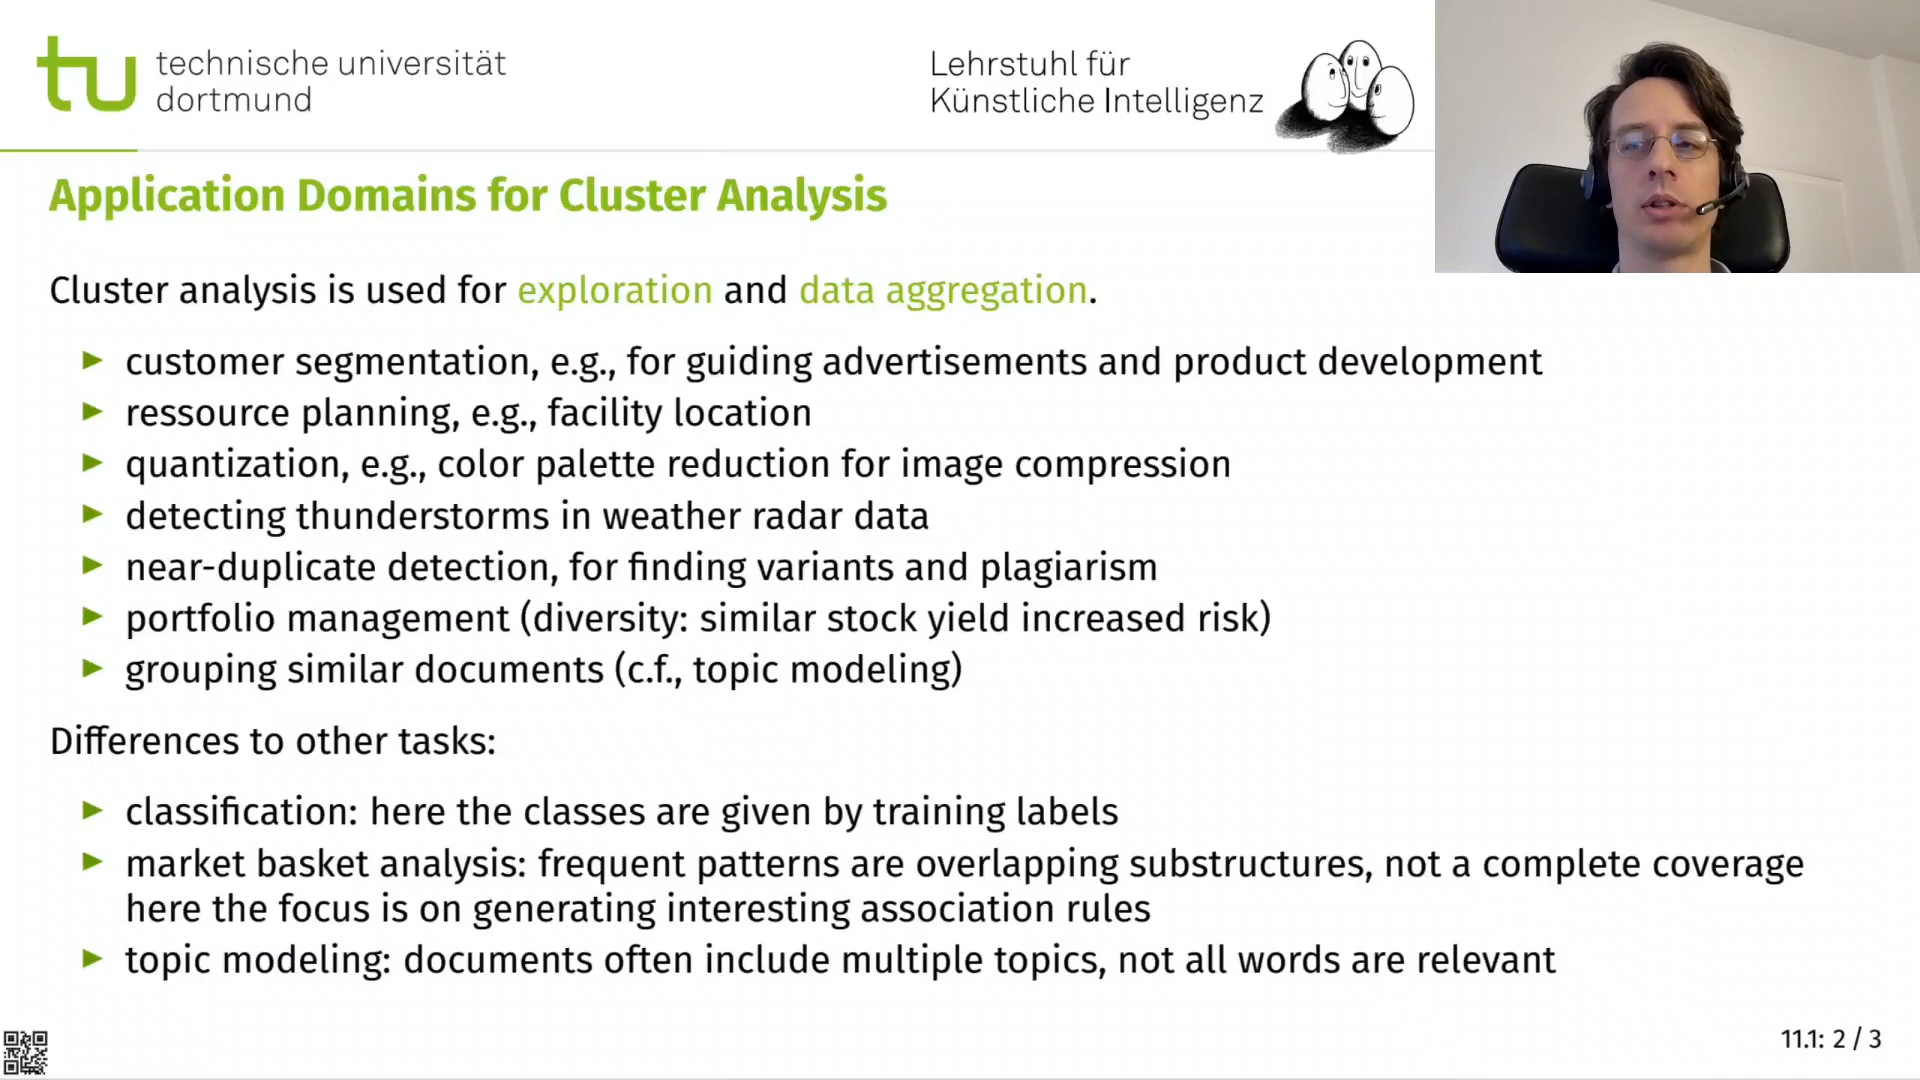 tu technische universität
dortmund
Lehrstuhl für
Künstliche Intelligenz
Application Domains for Cluster Analysis
Cluster analysis is used for exploration and data aggregation.
► customer segmentation, e.g., for guiding advertisements and product development
► ressource planning, e.g., facility location
► quantization, e.g., color palette reduction for image compression
► detecting thunderstorms in weather radar data
► near-duplicate detection, for finding variants and plagiarism
► portfolio management (diversity: similar stock yield increased risk)
► grouping similar documents (c.f., topic modeling)
Differences to other tasks:
► classification: here the classes are given by training labels
► market basket analysis: frequent patterns are overlapping substructures, not a complete coverage
here the focus is on generating interesting association rules
► topic modeling: documents often include multiple topics, not all words are relevant
11.1: 2 / 3